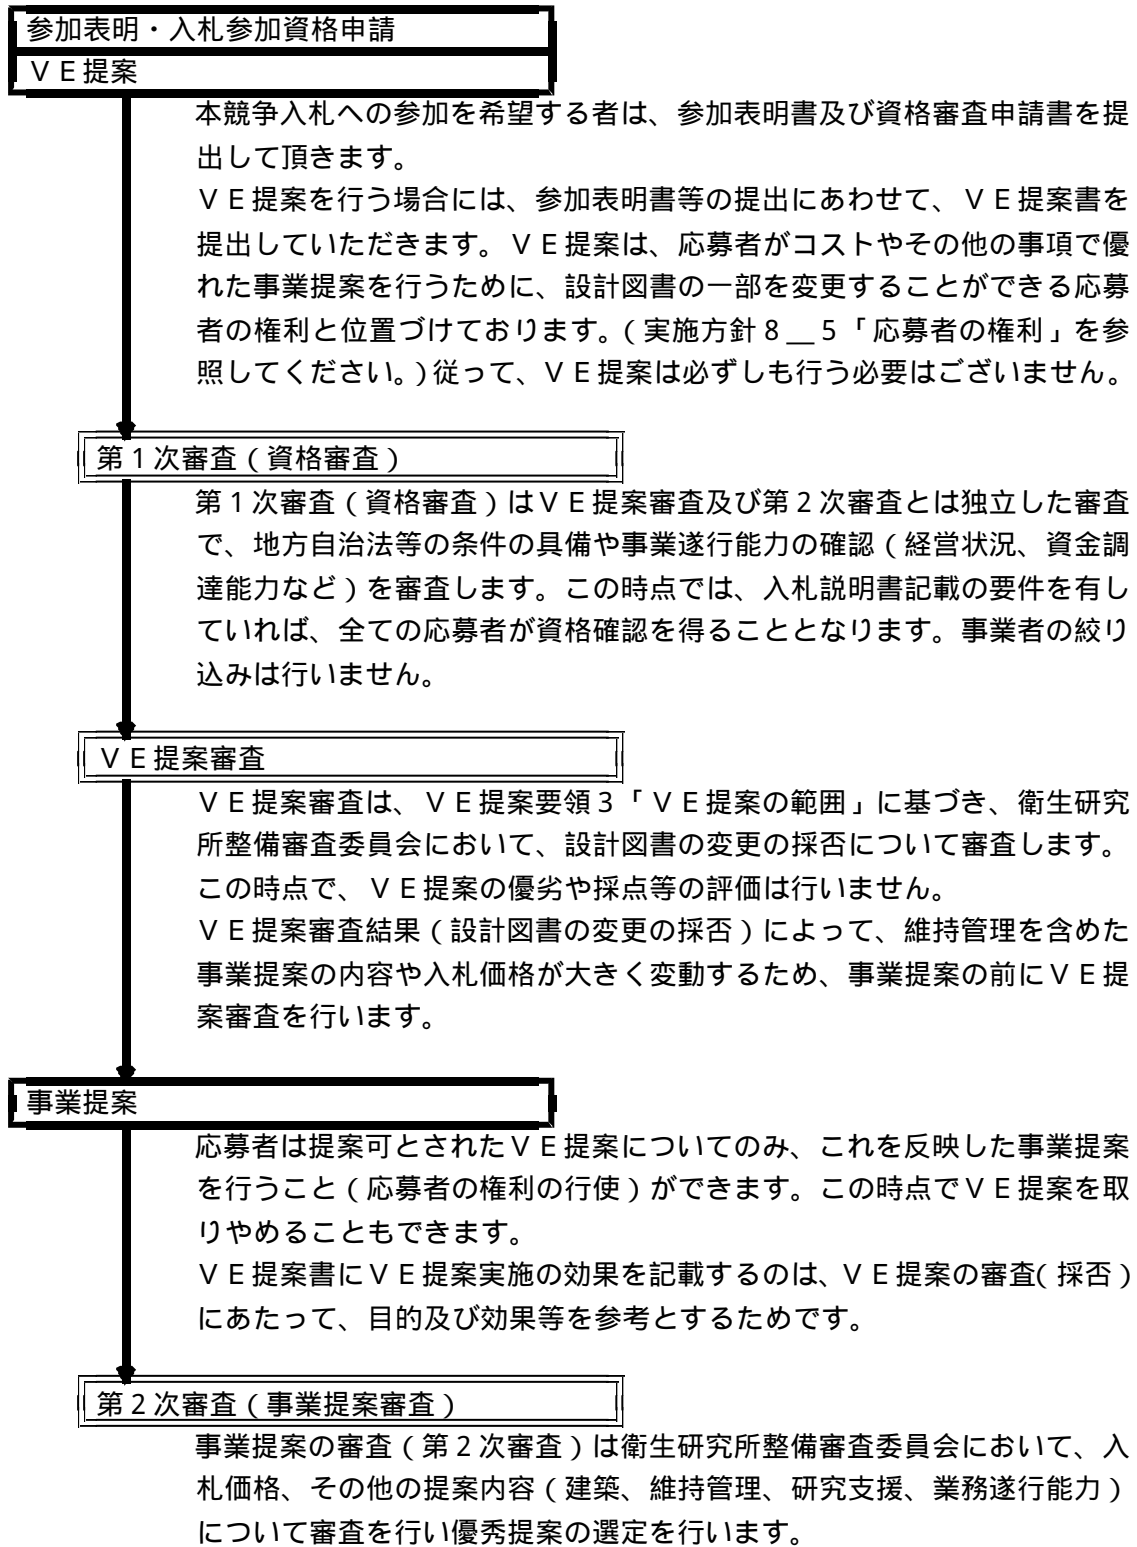 参加表明・入札参加資格申請
ＶＥ提案
本競争入札への参加を希望する者は、参加表明書及び資格審査申請書を提
出して頂きます。
ＶＥ提案を行う場合には、参加表明書等の提出にあわせて、ＶＥ提案書を
提出していただきます。ＶＥ提案は、応募者がコストやその他の事項で優
れた事業提案を行うために、設計図書の一部を変更することができる応募
者の権利と位置づけております。（実施方針８＿５「応募者の権利」を参
照してください。）従って、ＶＥ提案は必ずしも行う必要はございません。
第１次審査（資格審査）
第１次審査（資格審査）はＶＥ提案審査及び第２次審査とは独立した審査
で、地方自治法等の条件の具備や事業遂行能力の確認（経営状況、資金調
達能力など）を審査します。この時点では、入札説明書記載の要件を有し
ていれば、全ての応募者が資格確認を得ることとなります。事業者の絞り
込みは行いません。
ＶＥ提案審査
ＶＥ提案審査は、ＶＥ提案要領３「ＶＥ提案の範囲」に基づき、衛生研究
所整備審査委員会において、設計図書の変更の採否について審査します。
この時点で、ＶＥ提案の優劣や採点等の評価は行いません。
ＶＥ提案審査結果（設計図書の変更の採否）によって、維持管理を含めた
事業提案の内容や入札価格が大きく変動するため、事業提案の前にＶＥ提
案審査を行います。
事業提案
応募者は提案可とされたＶＥ提案についてのみ、これを反映した事業提案
を行うこと（応募者の権利の行使）ができます。この時点でＶＥ提案を取
りやめることもできます。
ＶＥ提案書にＶＥ提案実施の効果を記載するのは、ＶＥ提案の審査（採否）
にあたって、目的及び効果等を参考とするためです。
第２次審査（事業提案審査）
事業提案の審査（第２次審査）は衛生研究所整備審査委員会において、入
札価格、その他の提案内容（建築、維持管理、研究支援、業務遂行能力）
について審査を行い優秀提案の選定を行います。